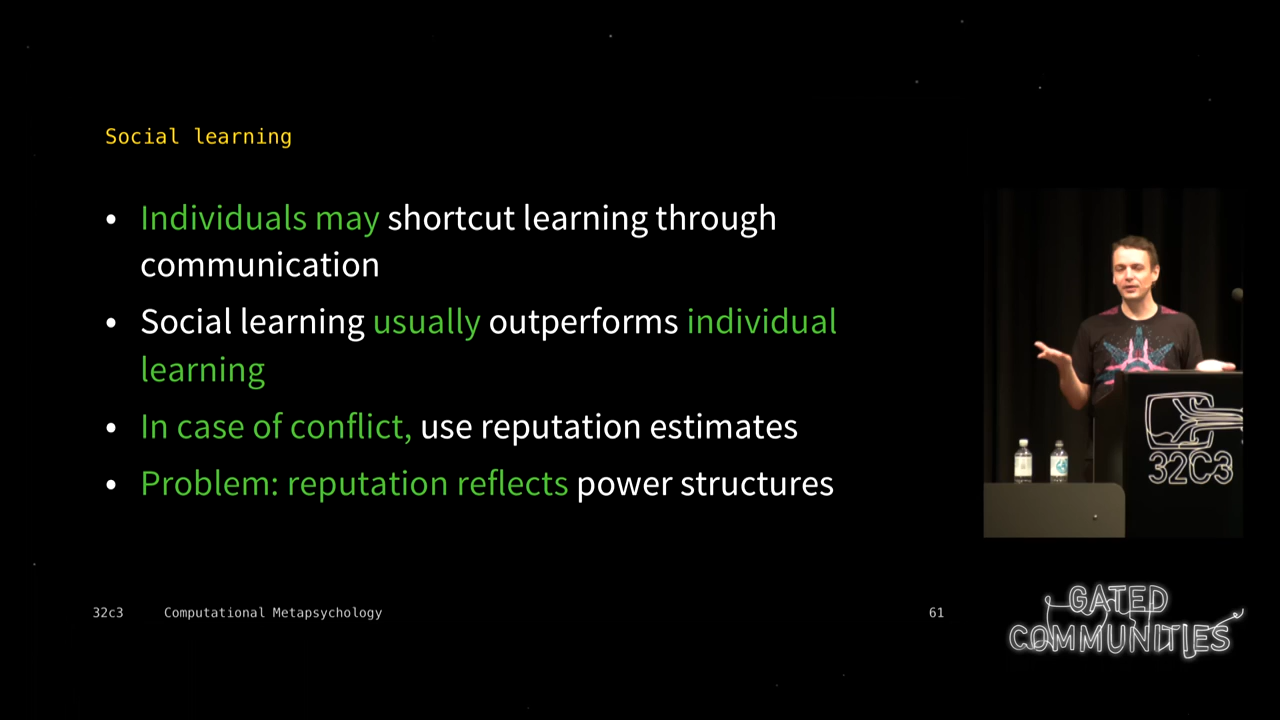 Social learning
• Individuals may shortcut learning through
communication
• Social learning usually outperforms individual
learning
• In case of conflict, use reputation estimates
• Problem: reputation reflects power structures
32C3
32c3 Computational Metapsychology 61
GATED
COMMUNITIES